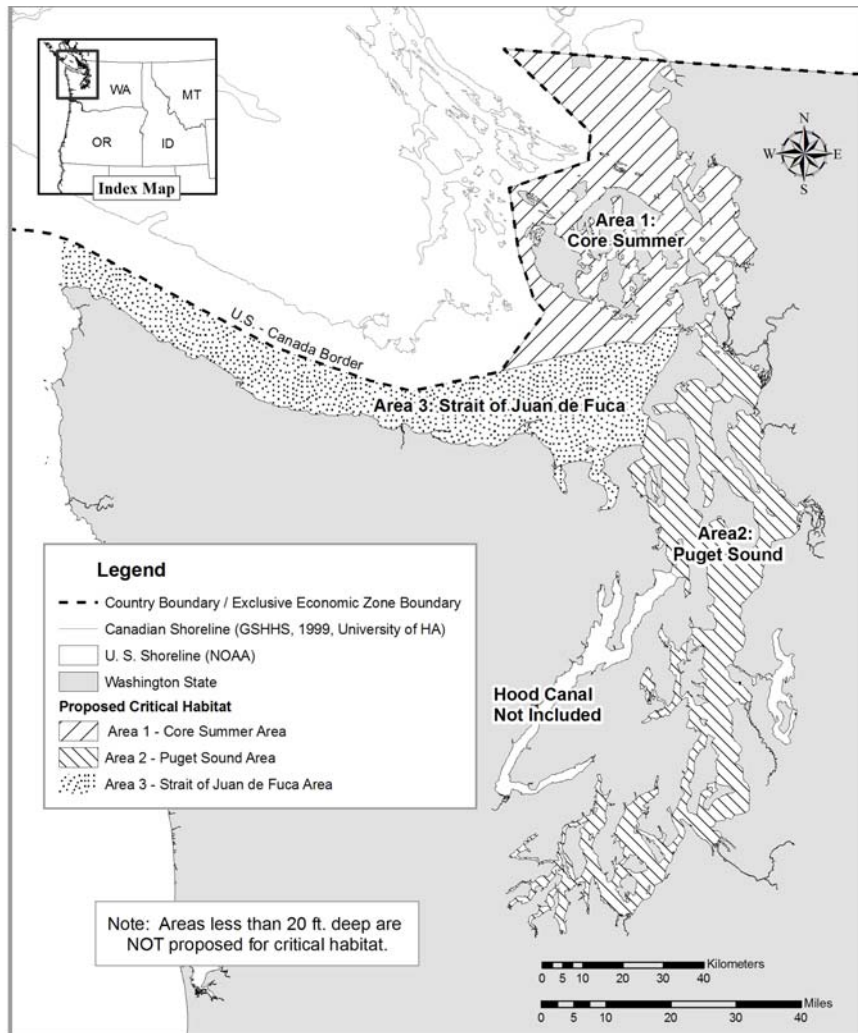 WA
MT
OR
ID
Index Map
N
W
E
S
Area 1:
Core Summer
U.S. - Canada Border
Area 3: Strait of Juan de Fuca
Area2:
Puget Sound
Legend
Country Boundary / Exclusive Economic Zone Boundary
Canadian Shoreline (GSHHS, 1999, University of HA)
U. S. Shoreline (NOAA)
Washington State
Proposed Critical Habitat
Area 1 - Core Summer Area
Area 2 - Puget Sound Area
Area 3 - Strait of Juan de Fuca Area
Hood Canal
Not Included
Note: Areas less than 20 ft. deep are
NOT proposed for critical habitat.
Kilometers
0 5 10 20 30 40
Miles
0 5 10 20 30 40